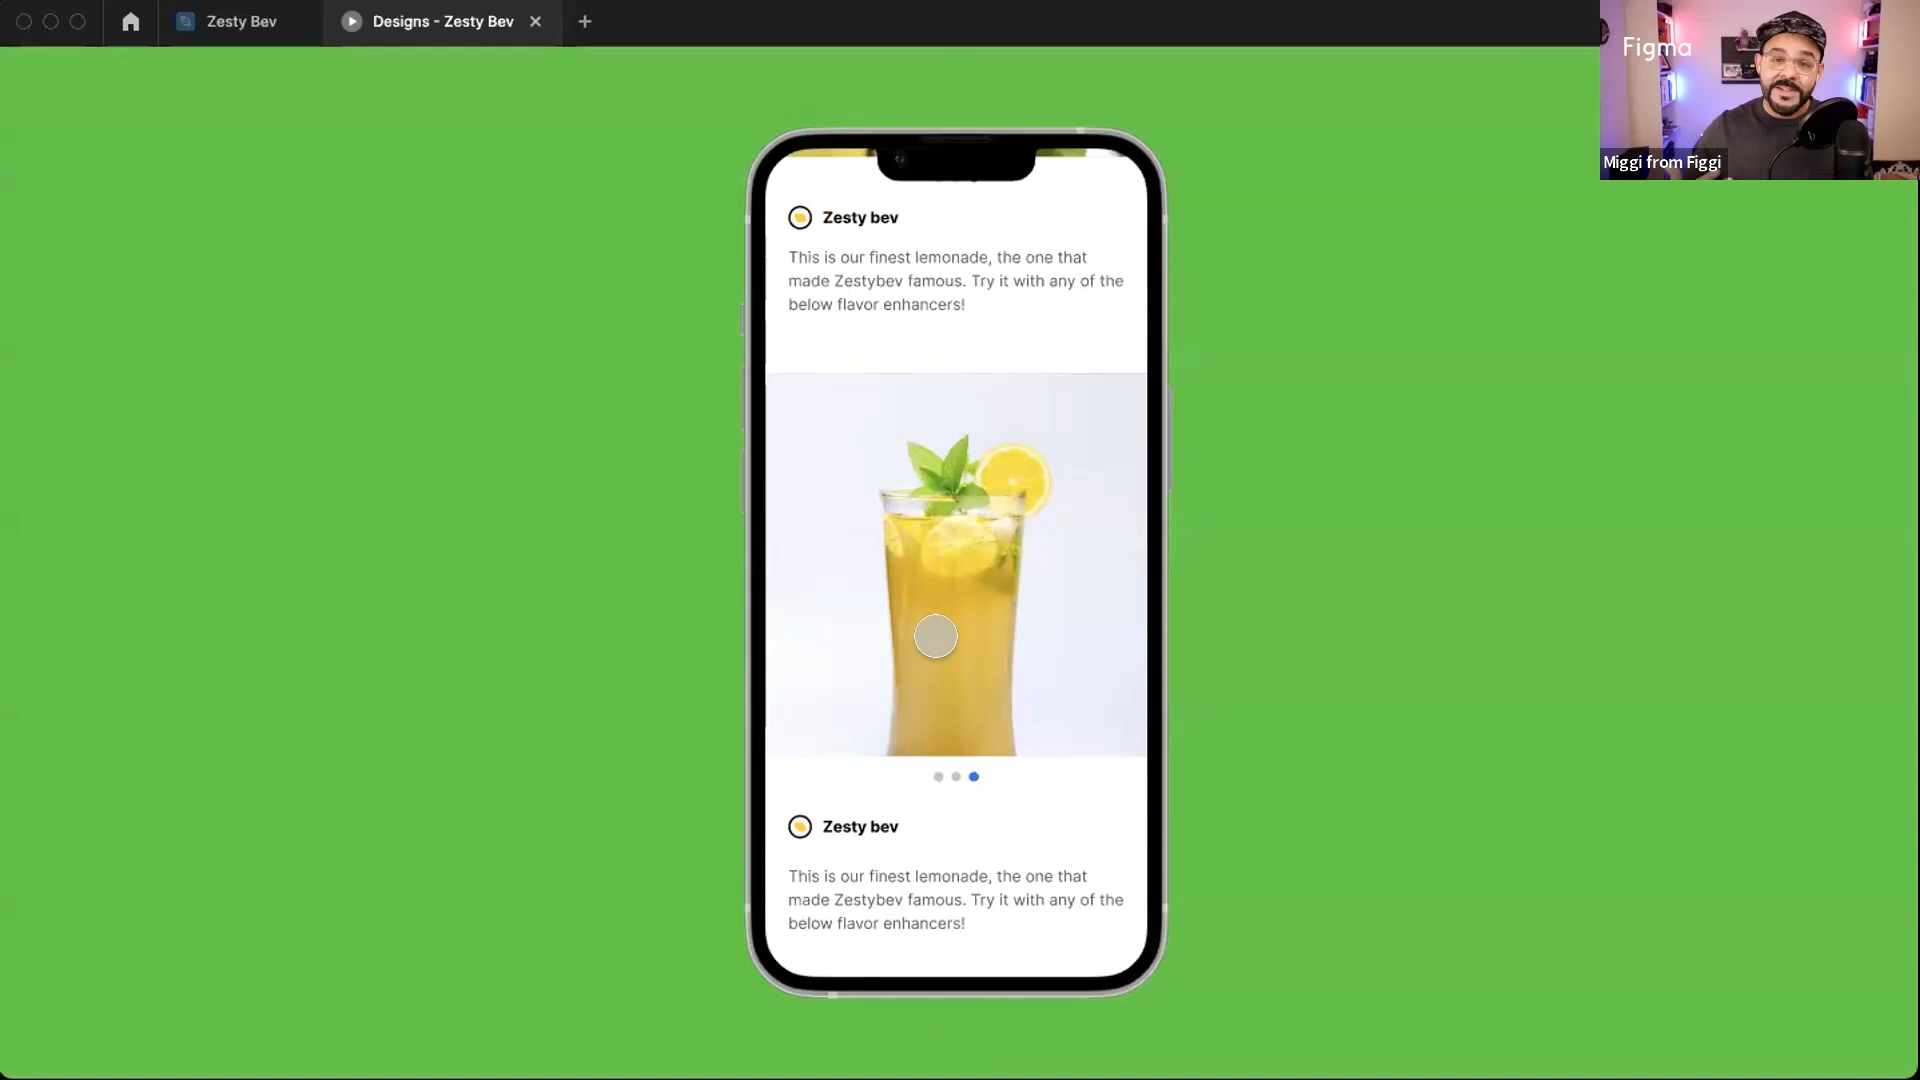 Zesty Bev
Designs - Zesty Bev
Figma
Miggi from Figgi
Zesty bev
This is our finest lemonade, the one that
made Zestybev famous. Try it with any of the
below flavor enhancers!
Zesty bev
This is our finest lemonade, the one that
made Zestybev famous. Try it with any of the
below flavor enhancers!